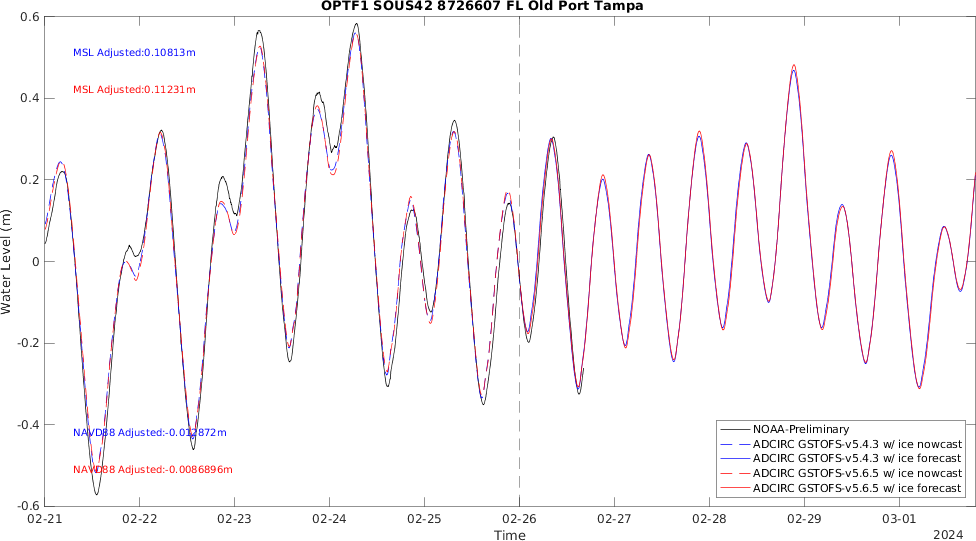 OPTF1 SOUS42 8726607 FL Old Port Tampa
Water Level (m)
0.6
0.4
0.2
0
-0.2
-0.4
-0.6
MSL Adjusted:0.10813m
MSL Adjusted:0.11231m
NAVD88 Adjusted:-0.012872m
NAVD88 Adjusted:-0.0086896m
NOAA-Preliminary
ADCIRC GSTOFS-v5.4.3 w/ ice nowcast
ADCIRC GSTOFS-v5.4.3 w/ ice forecast
ADCIRC GSTOFS-v5.6.5 w/ ice nowcast
ADCIRC GSTOFS-v5.6.5 w/ ice forecast
02-21 02-22 02-23 02-24 02-25 02-26 02-27 02-28 02-29 03-01
Time
2024